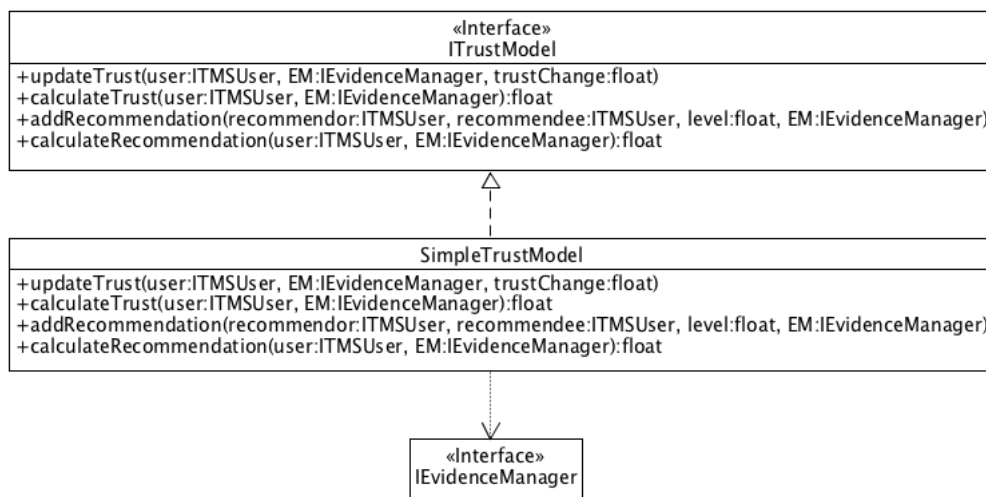 «Interface»
ITrustModel
+updateTrust(user:ITMSUser, EM:IEvidenceManager, trustChange:float)
+calculateTrust(user:ITMSUser, EM:IEvidenceManager):float
+addRecommendation(recommendor:ITMSUser, recommendee:ITMSUser, level:float, EM:IEvidenceManager)
+calculateRecommendation(user:ITMSUser, EM:IEvidenceManager):float
SimpleTrustModel
+updateTrust(user:ITMSUser, EM:IEvidenceManager, trustChange:float)
+calculateTrust(user:ITMSUser, EM:IEvidenceManager):float
+addRecommendation(recommendor:ITMSUser, recommendee:ITMSUser, level:float, EM:IEvidenceManager)
+calculateRecommendation(user:ITMSUser, EM:IEvidenceManager):float
«Interface»
IEvidenceManager